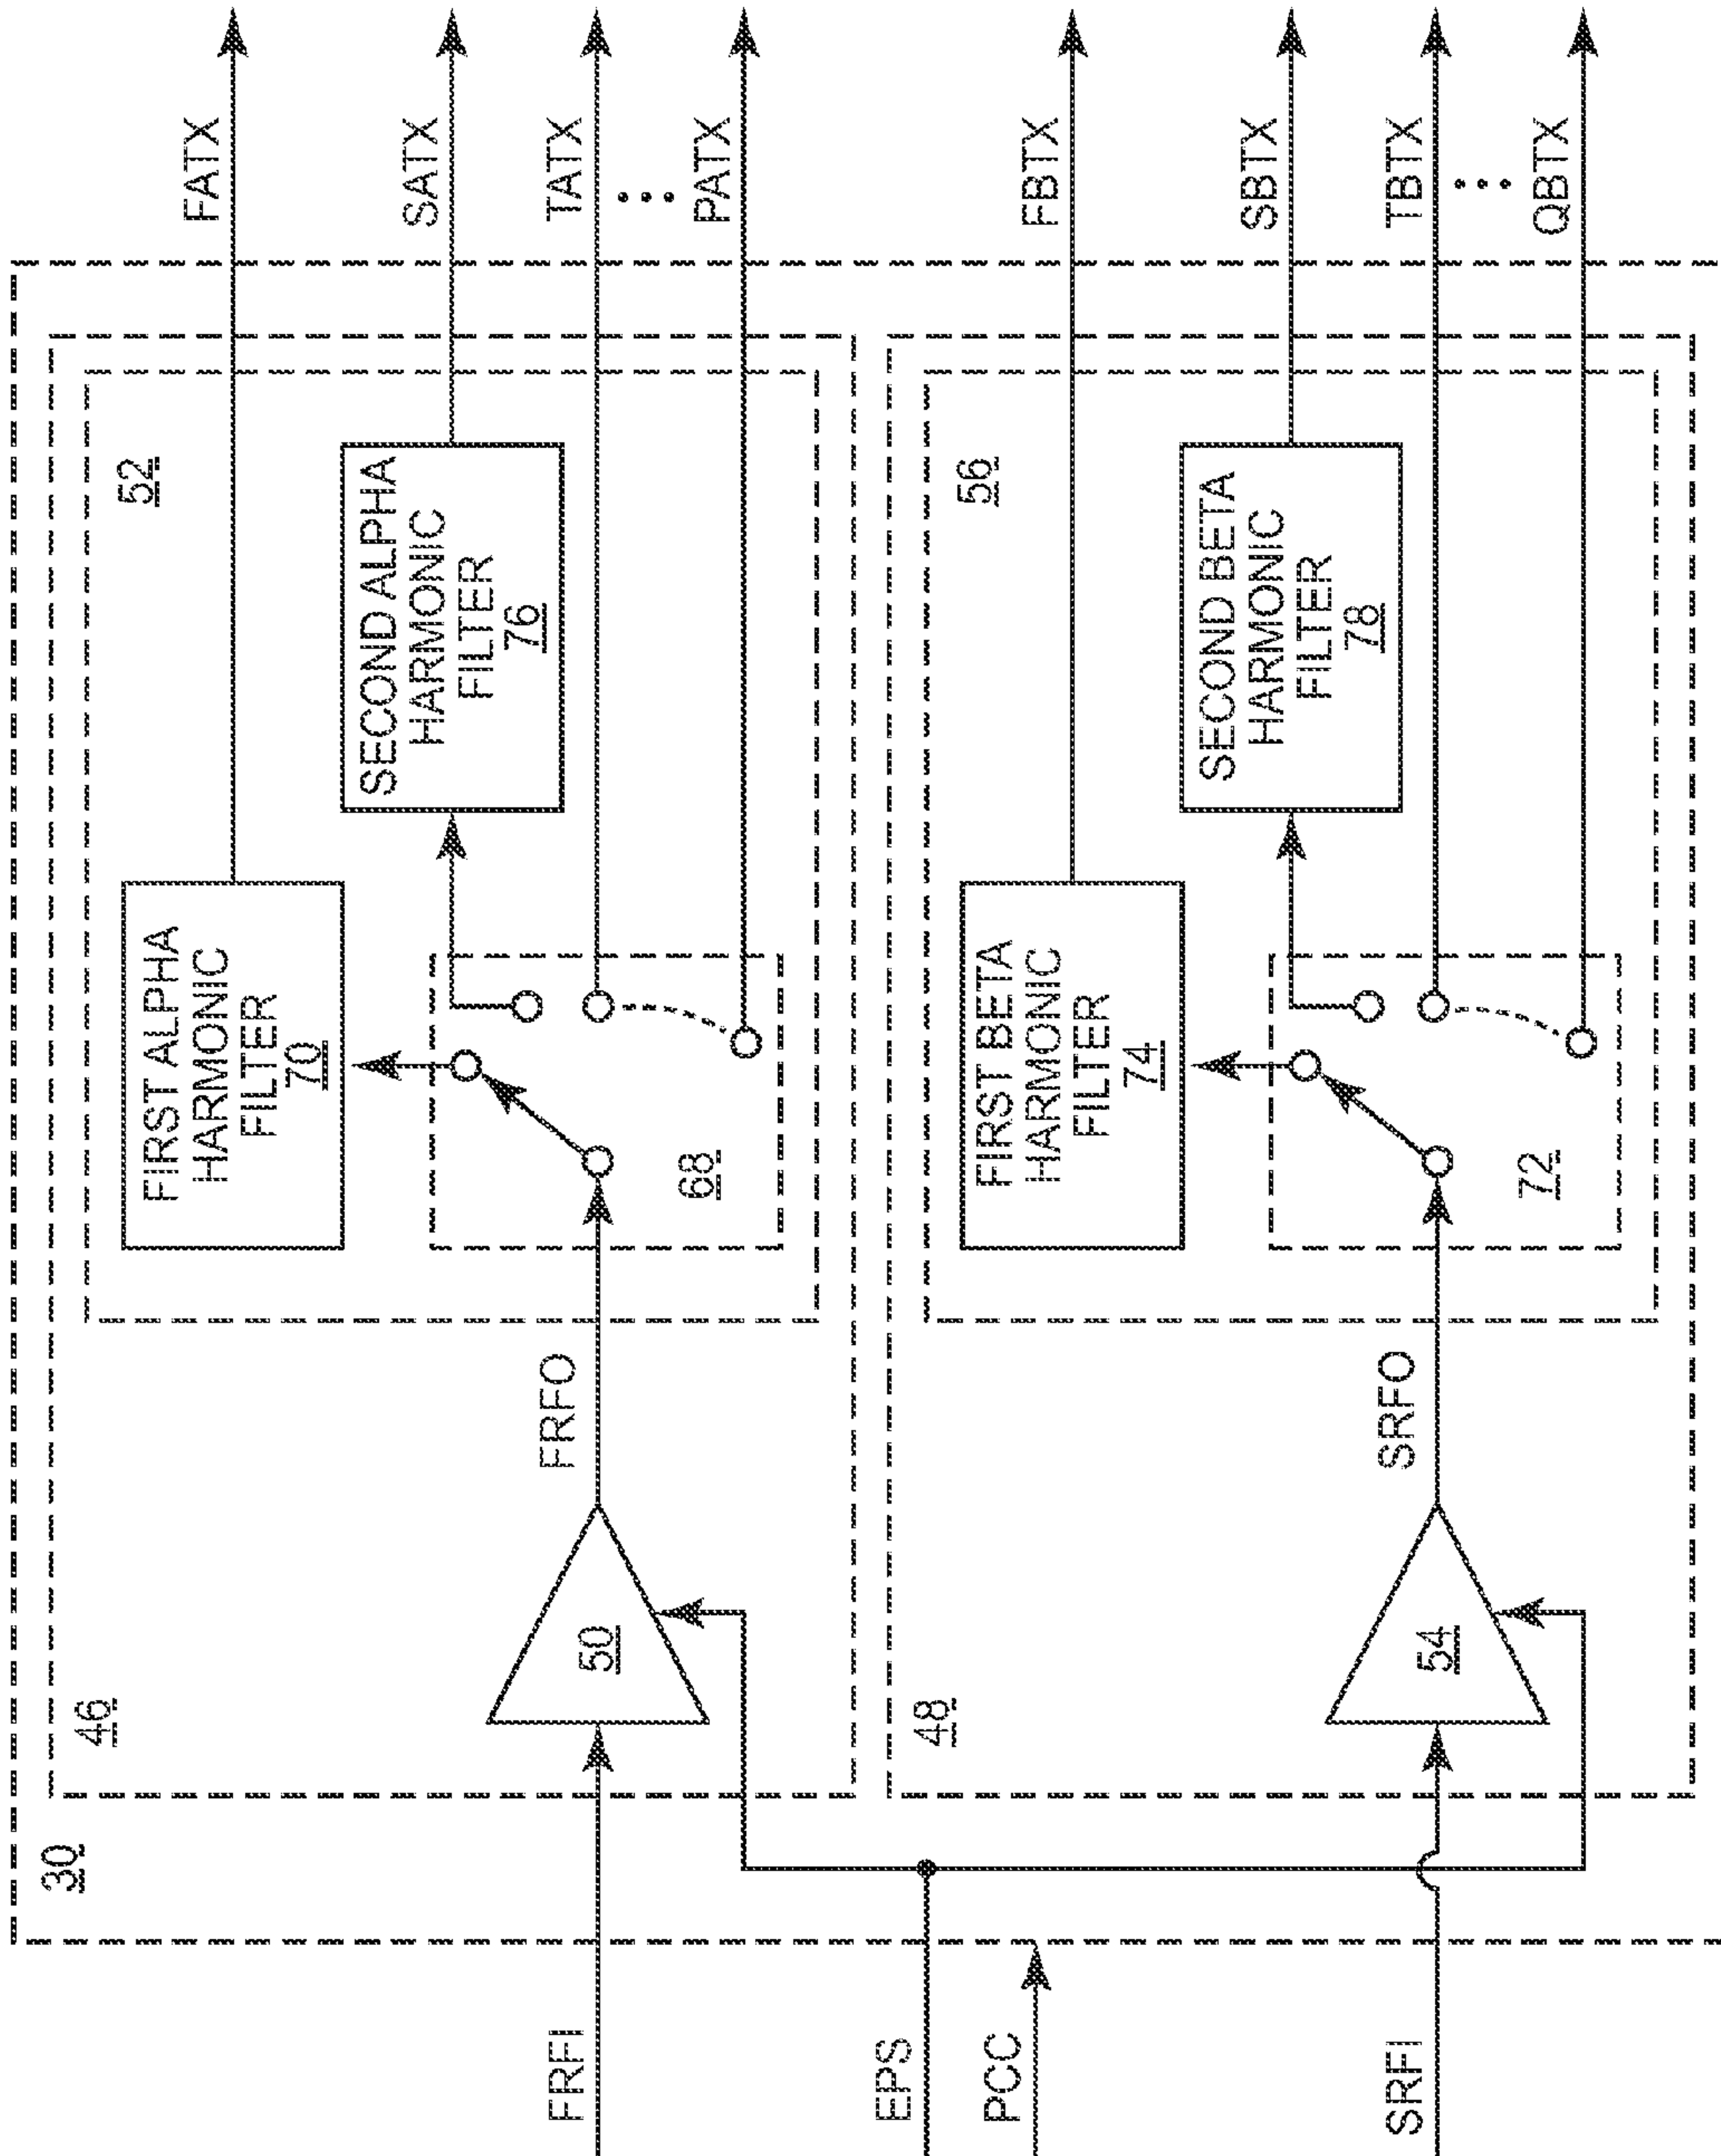 30
46
52
FIRST ALPHA
HARMONIC
FILTER
70
FATX
SECOND ALPHA
HARMONIC
FILTER
76
SATX
FRFI
50
FRFO
68
TATX
• • •
PATX
EPS
PCC
48
56
FIRST BETA
HARMONIC
FILTER
74
FBTX
SECOND BETA
HARMONIC
FILTER
78
SBTX
SRFI
54
SRFO
72
TBTX
• • •
QBTX